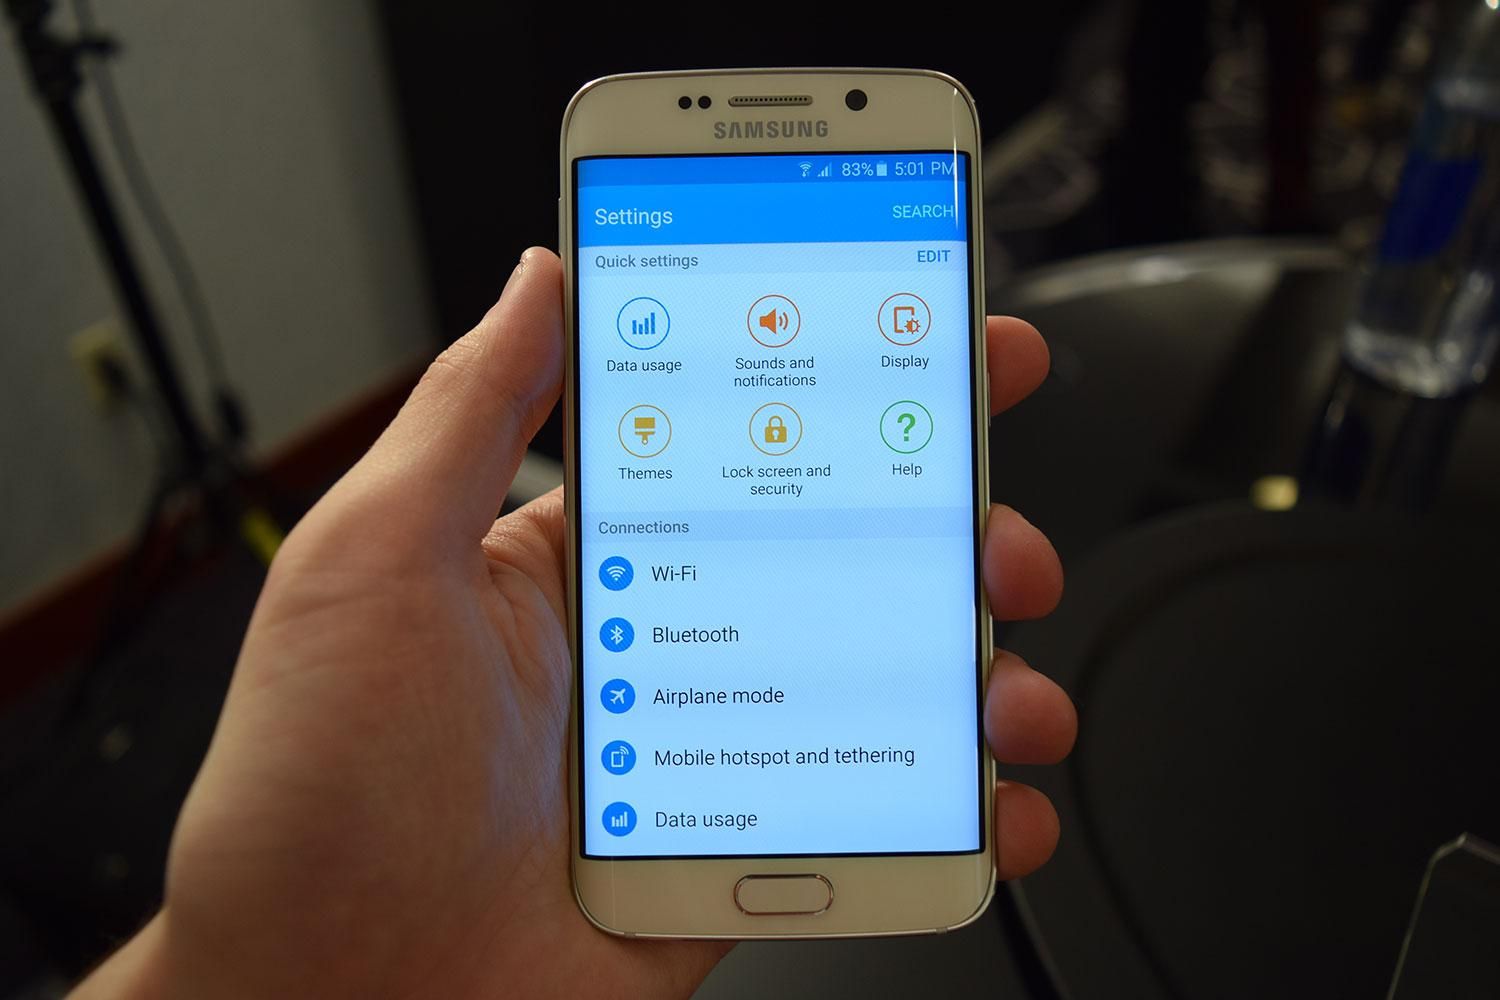 SAMSUNG
83% 5:01 PM
Settings SEARCH
Quick settings EDIT
Data usage
Sounds and
notifications
Display
Themes
Lock screen and
security
Help
Connections
Wi-Fi
Bluetooth
Airplane mode
Mobile hotspot and tethering
Data usage